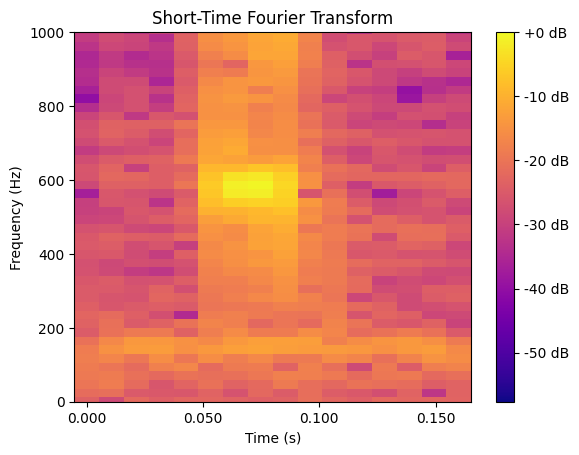 Short-Time Fourier Transform
1000
800
600
400
200
0
Frequency (Hz)
0.000
0.050
0.100
0.150
Time (s)
+0 dB
-10 dB
-20 dB
-30 dB
-40 dB
-50 dB